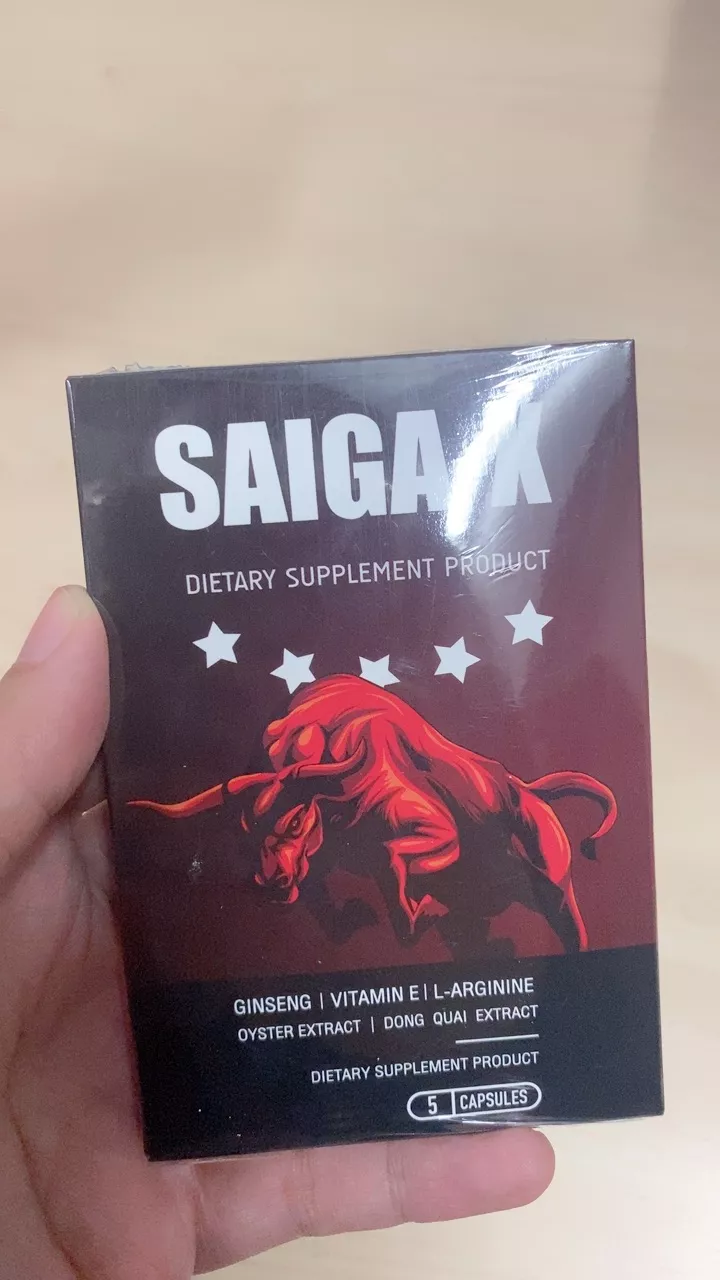 SAIGA-X
DIETARY SUPPLEMENT PRODUCT
GINSENG | VITAMIN E | L-ARGININE
OYSTER EXTRACT | DONG QUAI EXTRACT
DIETARY SUPPLEMENT PRODUCT
5 | CAPSULES